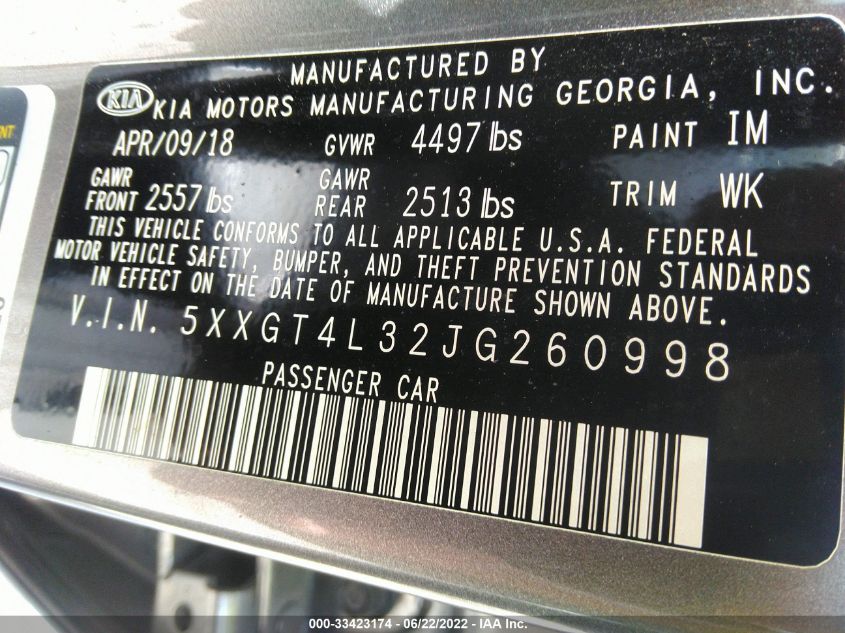 MANUFACTURED BY
KIA KIA MOTORS MANUFACTURING GEORGIA, INC.
APR/09/18 GVWR 4497 lbs PAINT IM
GAWR FRONT 2557 lbs GAWR REAR 2513 lbs TRIM WK
THIS VEHICLE CONFORMS TO ALL APPLICABLE U.S.A. FEDERAL
MOTOR VEHICLE SAFETY, BUMPER, AND THEFT PREVENTION STANDARDS
IN EFFECT ON THE DATE OF MANUFACTURE SHOWN ABOVE.
V.I.N. 5XXGT4L32JG260998
PASSENGER CAR
000-33423174 - 06/22/2022 - IAA Inc.